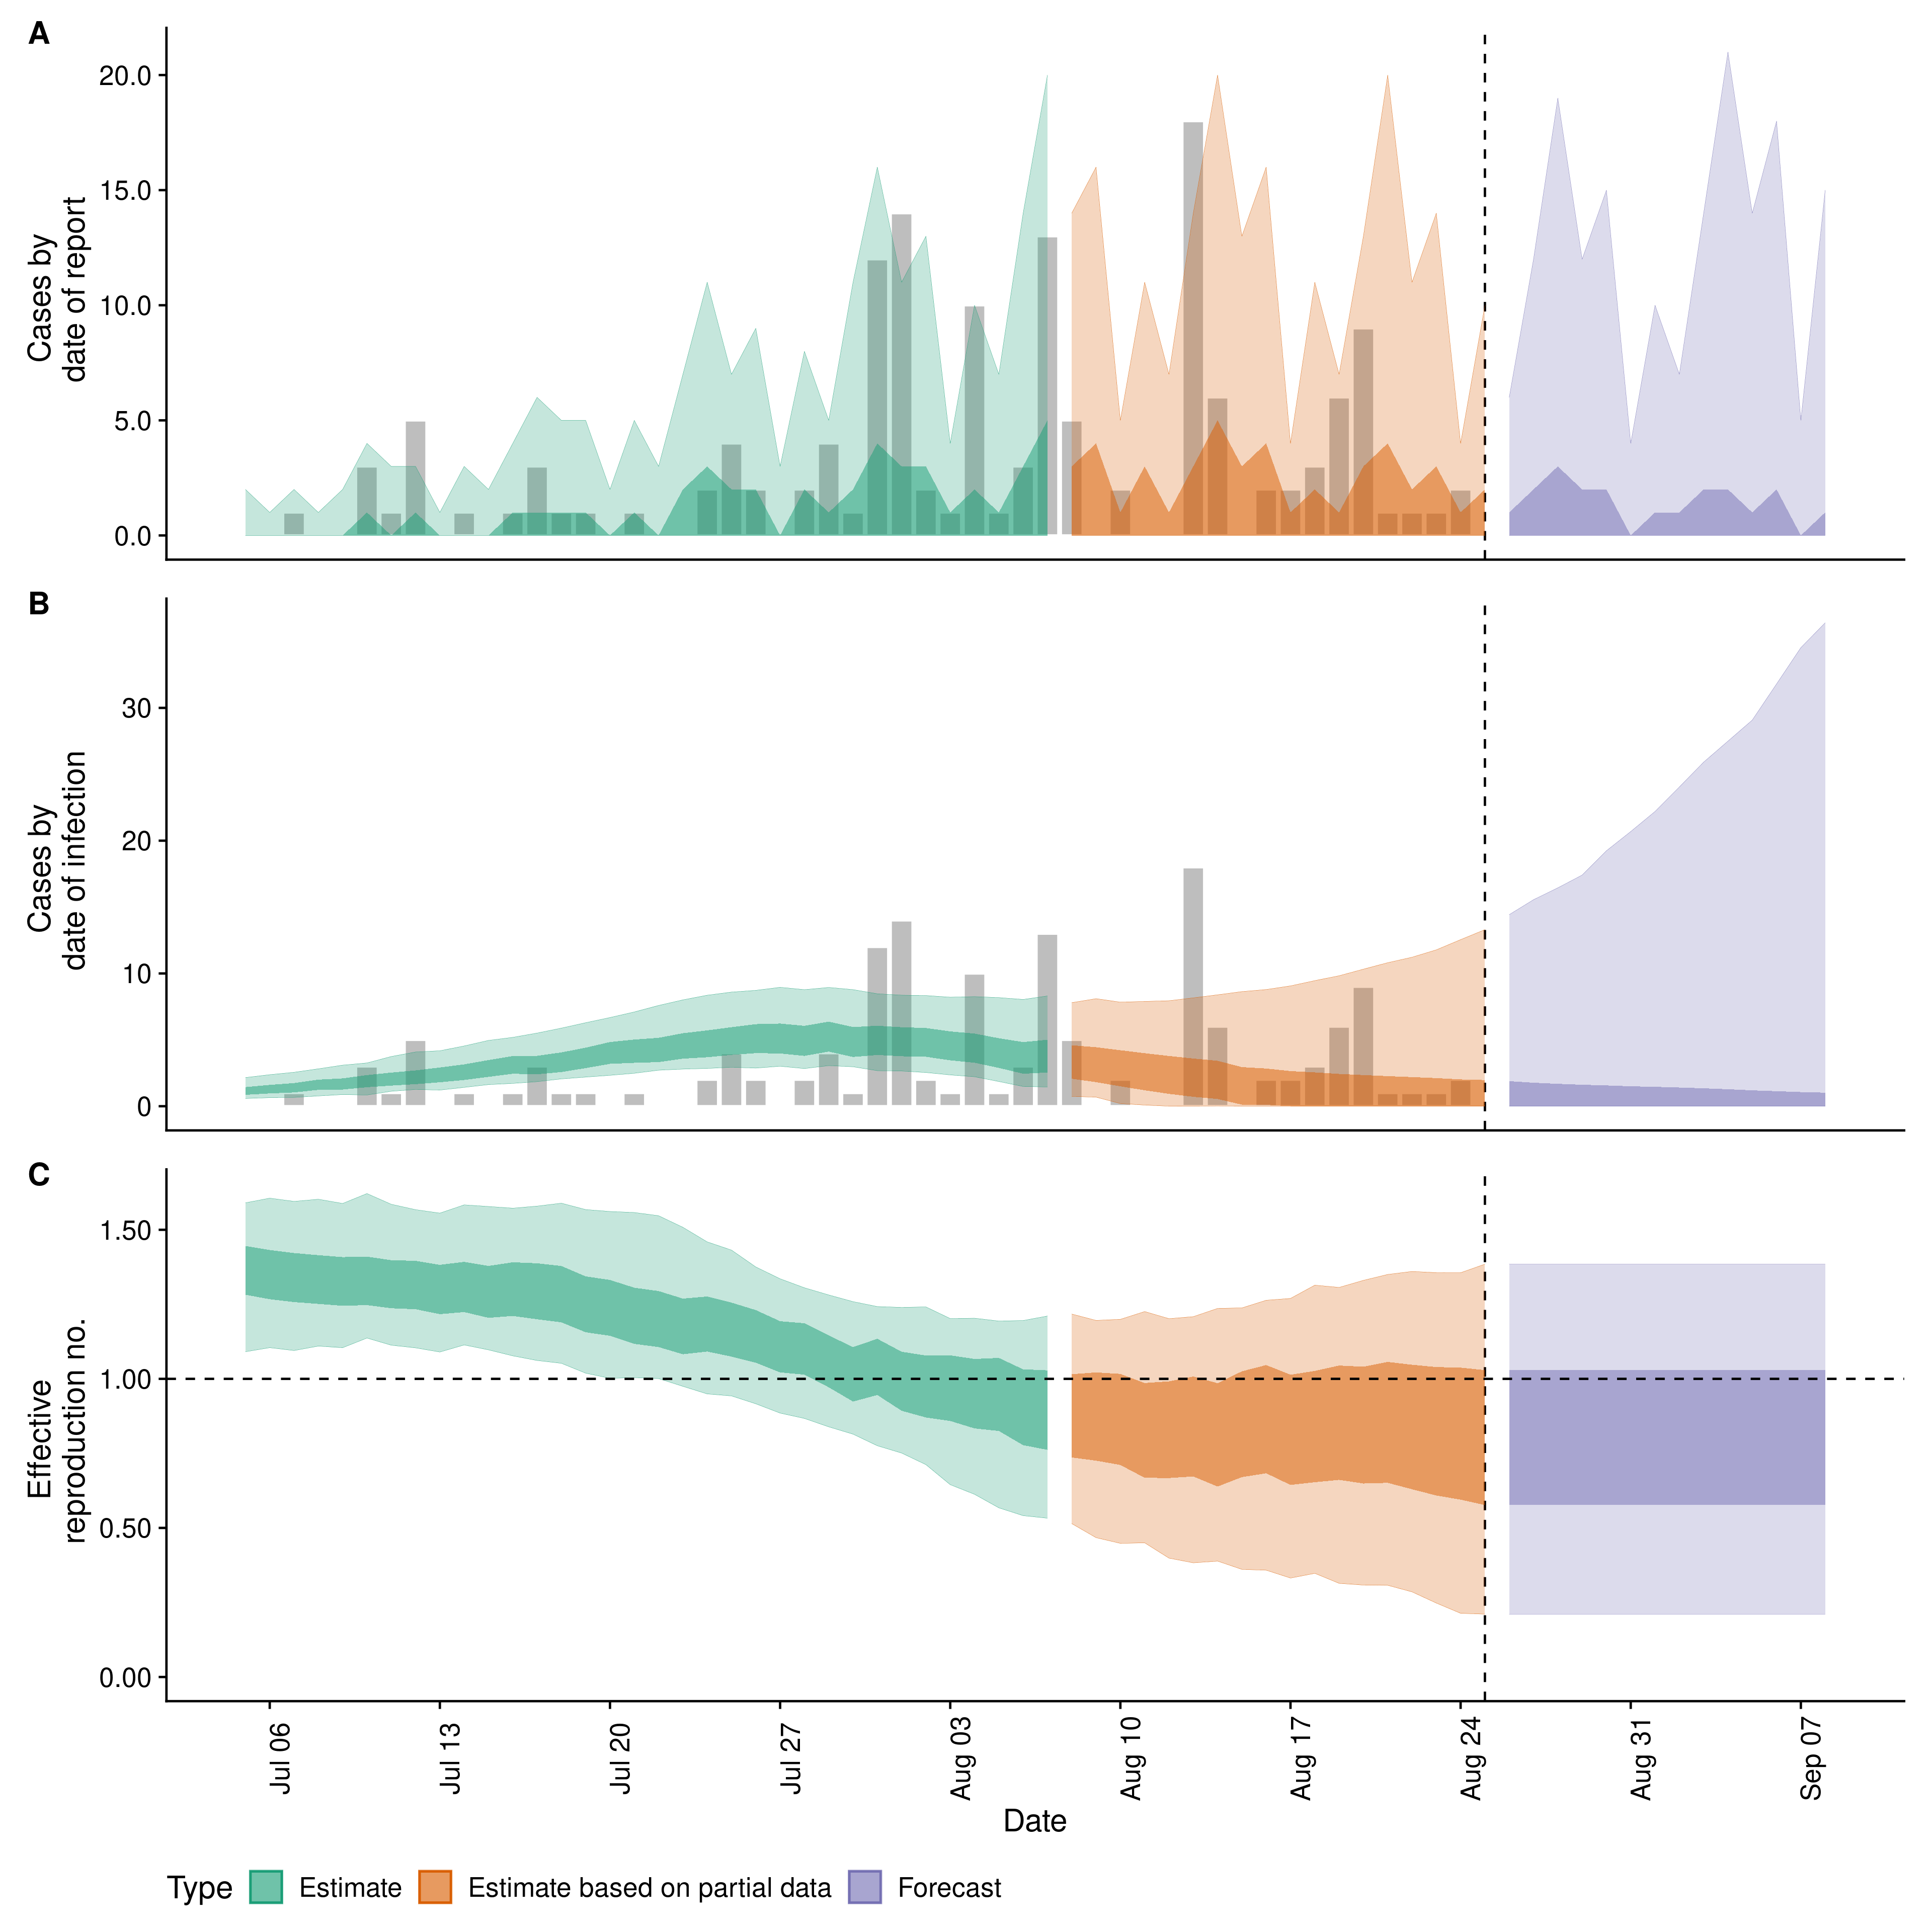 A
Cases by
date of report
20.0
15.0
10.0
5.0
0.0
B
Cases by
date of infection
30
20
10
0
C
Effective
reproduction no.
1.50
1.00
0.50
0.00
Jul 06
Jul 13
Jul 20
Jul 27
Aug 03
Aug 10
Aug 17
Aug 24
Aug 31
Sep 07
Date
Type
Estimate
Estimate based on partial data
Forecast